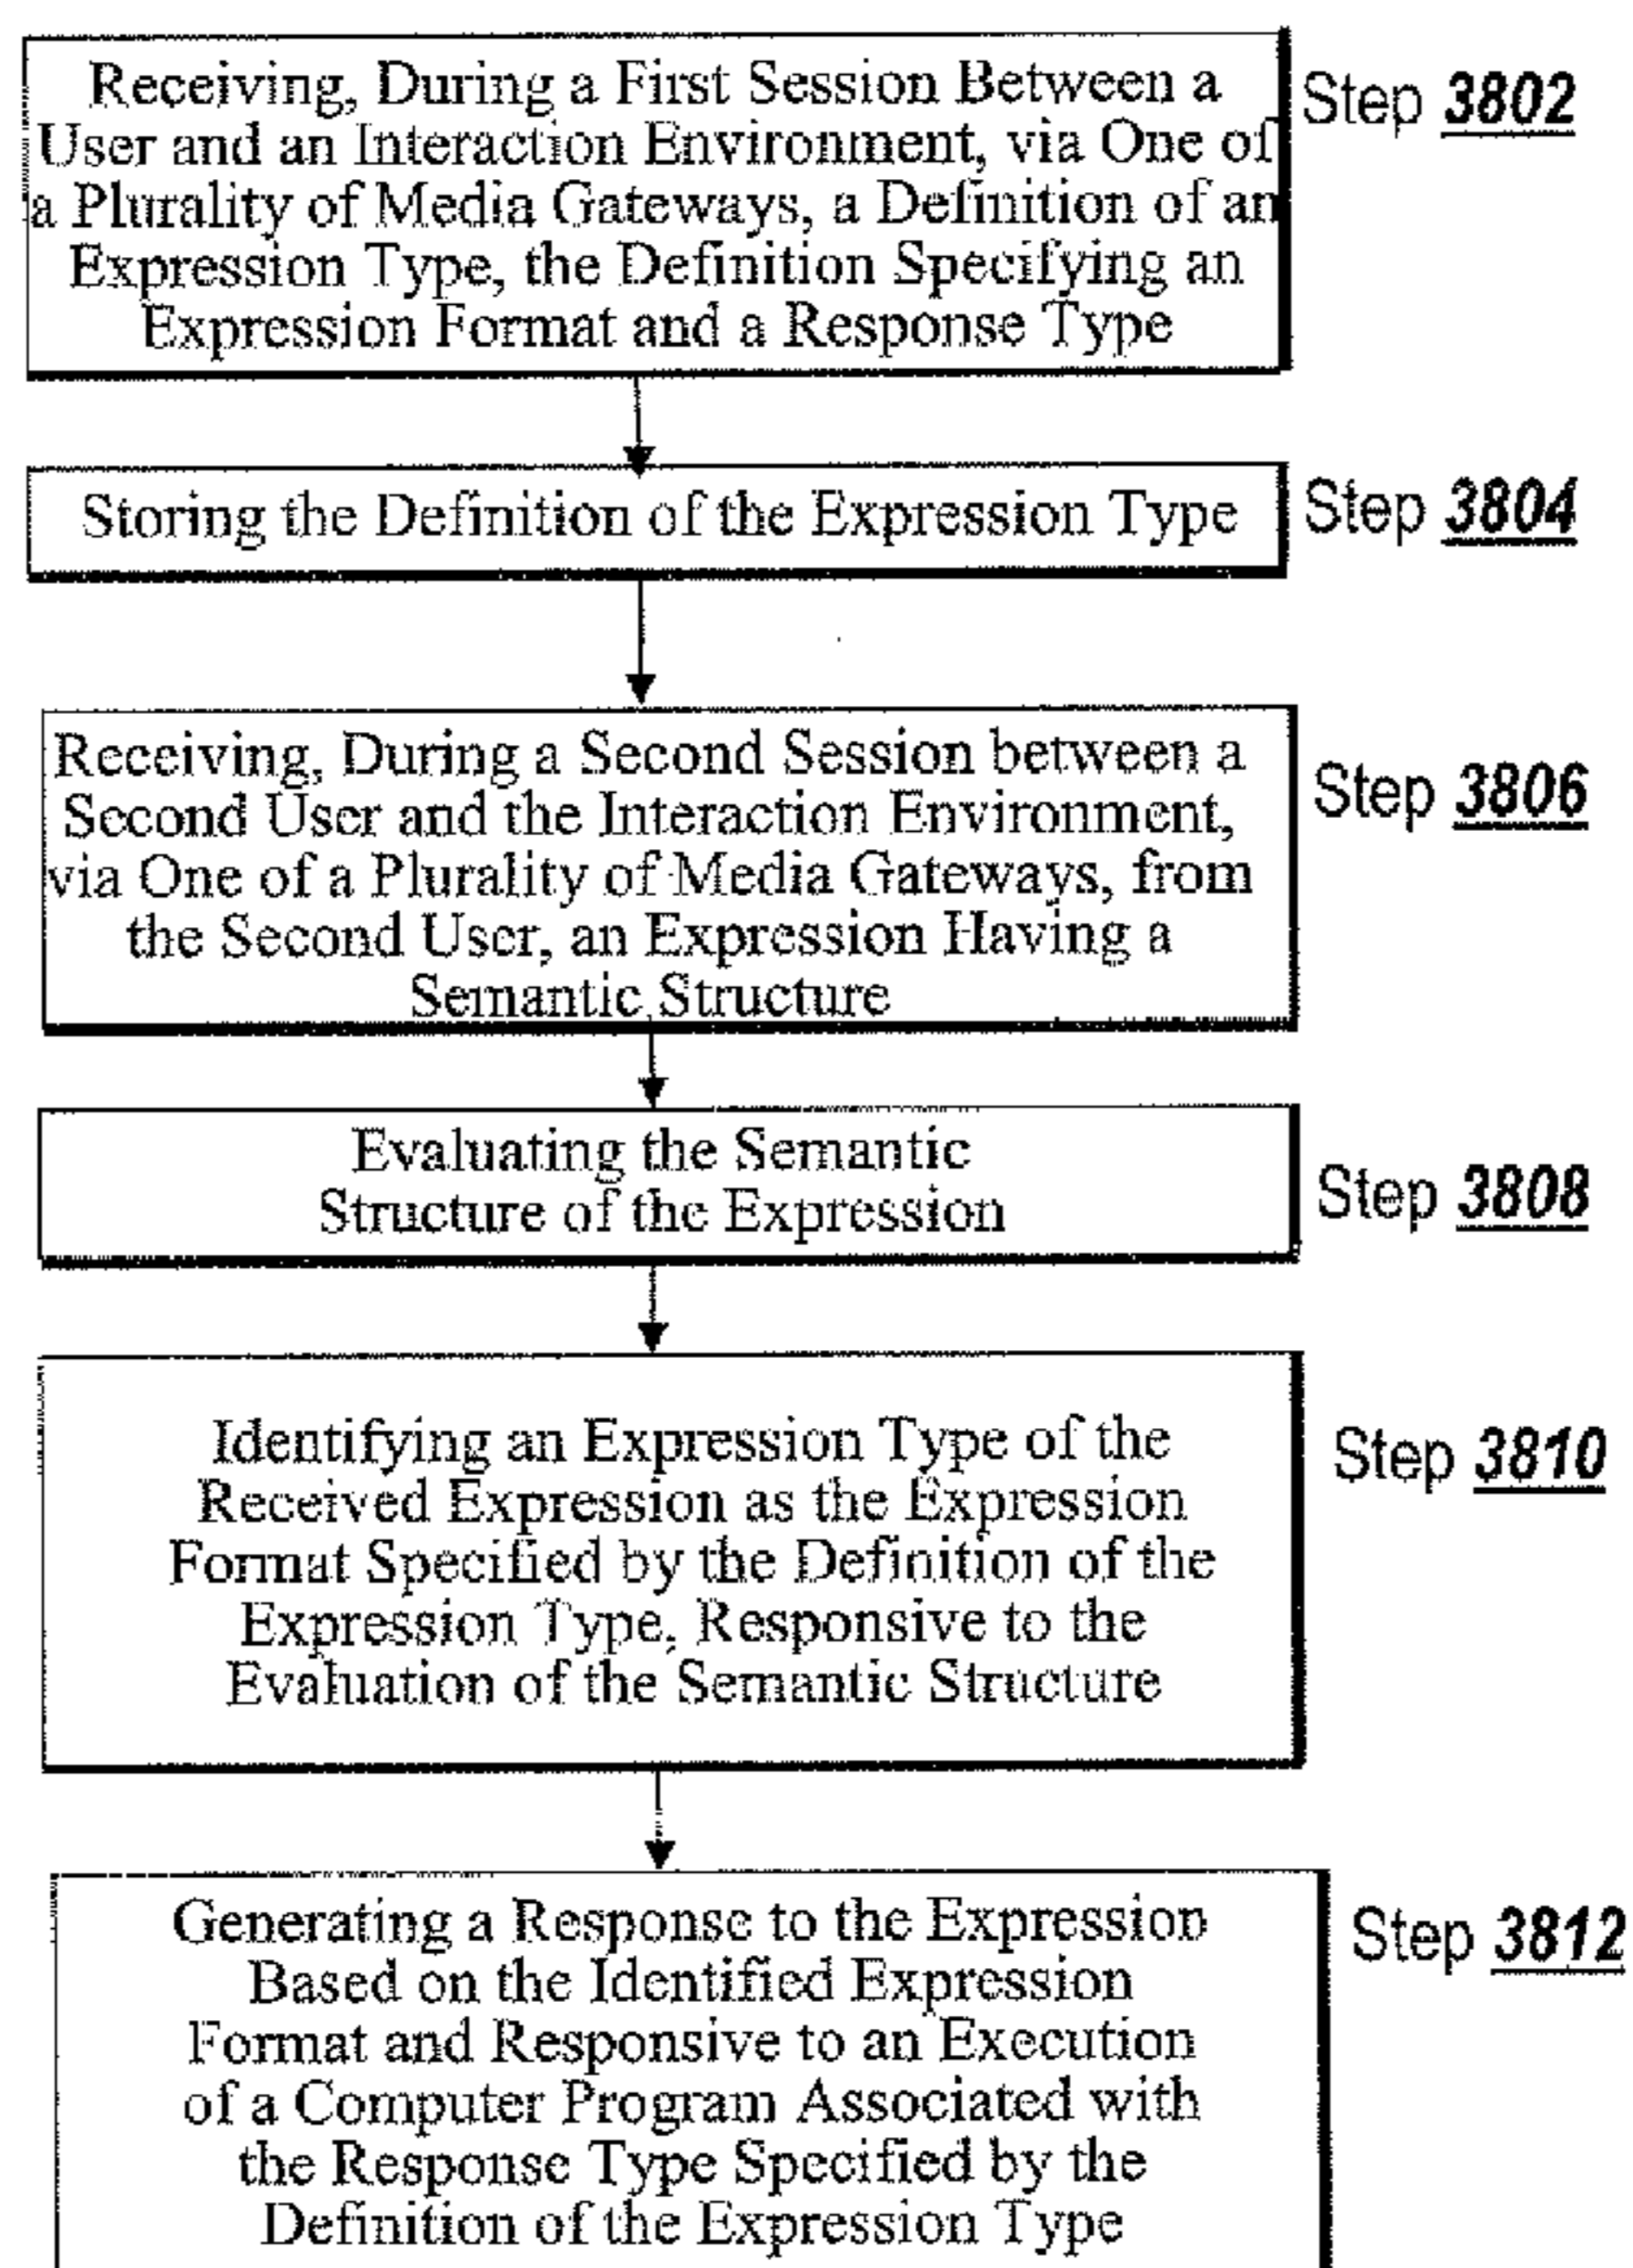 Receiving, During a First Session Between a
User and an Interaction Environment, via One of
a Plurality of Media Gateways, a Definition of an
Expression Type, the Definition Specifying an
Expression Format and a Response Type
Step 3802
Storing the Definition of the Expression Type
Step 3804
Receiving, During a Second Session between a
Second User and the Interaction Environment,
via One of a Plurality of Media Gateways, from
the Second User, an Expression Having a
Semantic Structure
Step 3806
Evaluating the Semantic
Structure of the Expression
Step 3808
Identifying an Expression Type of the
Received Expression as the Expression
Format Specified by the Definition of the
Expression Type, Responsive to the
Evaluation of the Semantic Structure
Step 3810
Generating a Response to the Expression
Based on the Identified Expression
Format and Responsive to an Execution
of a Computer Program Associated with
the Response Type Specified by the
Definition of the Expression Type
Step 3812